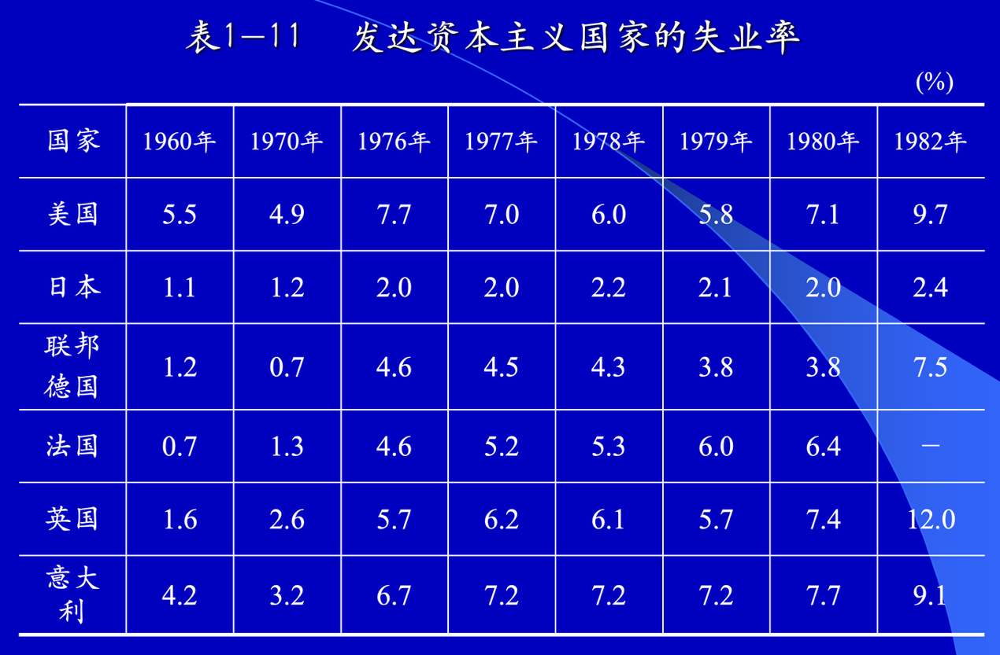 表1—11 发达资本主义国家的失业率
(%)
国家 1960年 1970年 1976年 1977年 1978年 1979年 1980年 1982年
美国 5.5 4.9 7.7 7.0 6.0 5.8 7.1 9.7
日本 1.1 1.2 2.0 2.0 2.2 2.1 2.0 2.4
联邦
德国 1.2 0.7 4.6 4.5 4.3 3.8 3.8 7.5
法国 0.7 1.3 4.6 5.2 5.3 6.0 6.4 –
英国 1.6 2.6 5.7 6.2 6.1 5.7 7.4 12.0
意大
利 4.2 3.2 6.7 7.2 7.2 7.2 7.7 9.1